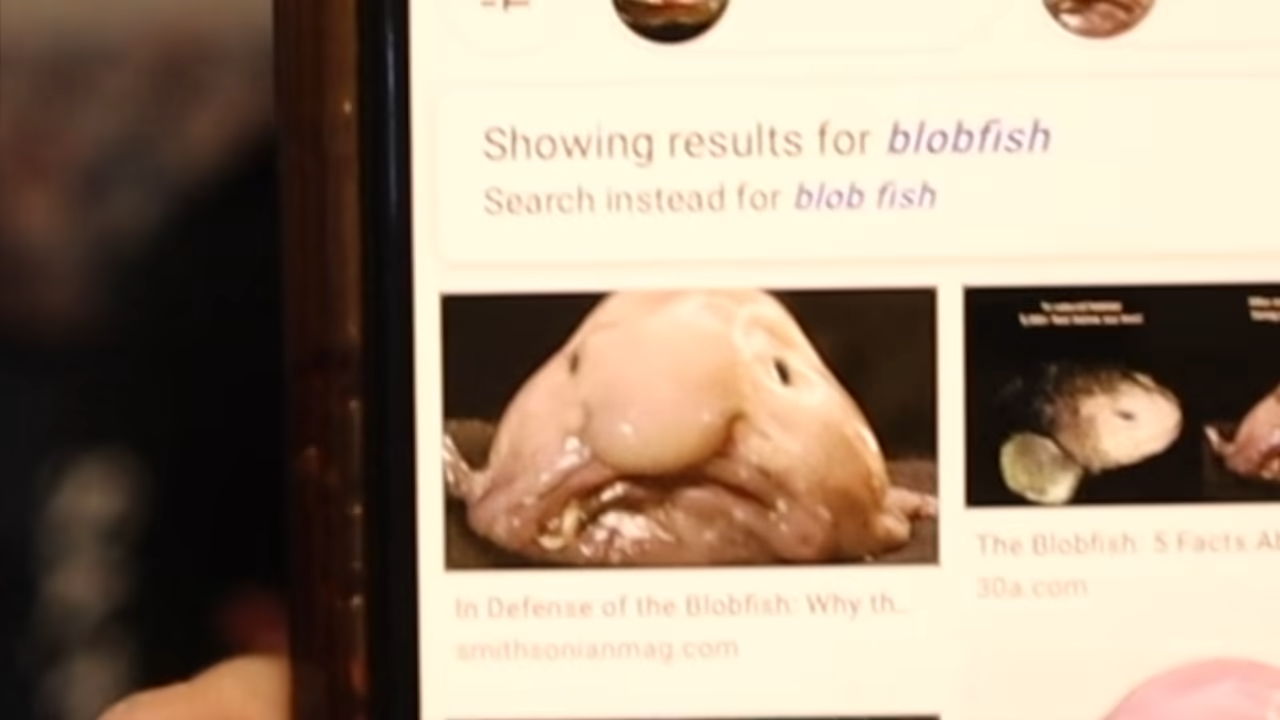 Showing results for blobfish
Search instead for blob fish
In Defense of the Blobfish: Why th...
smithsonianmag.com
The Blobfish: 5 Facts Ab
30a.com